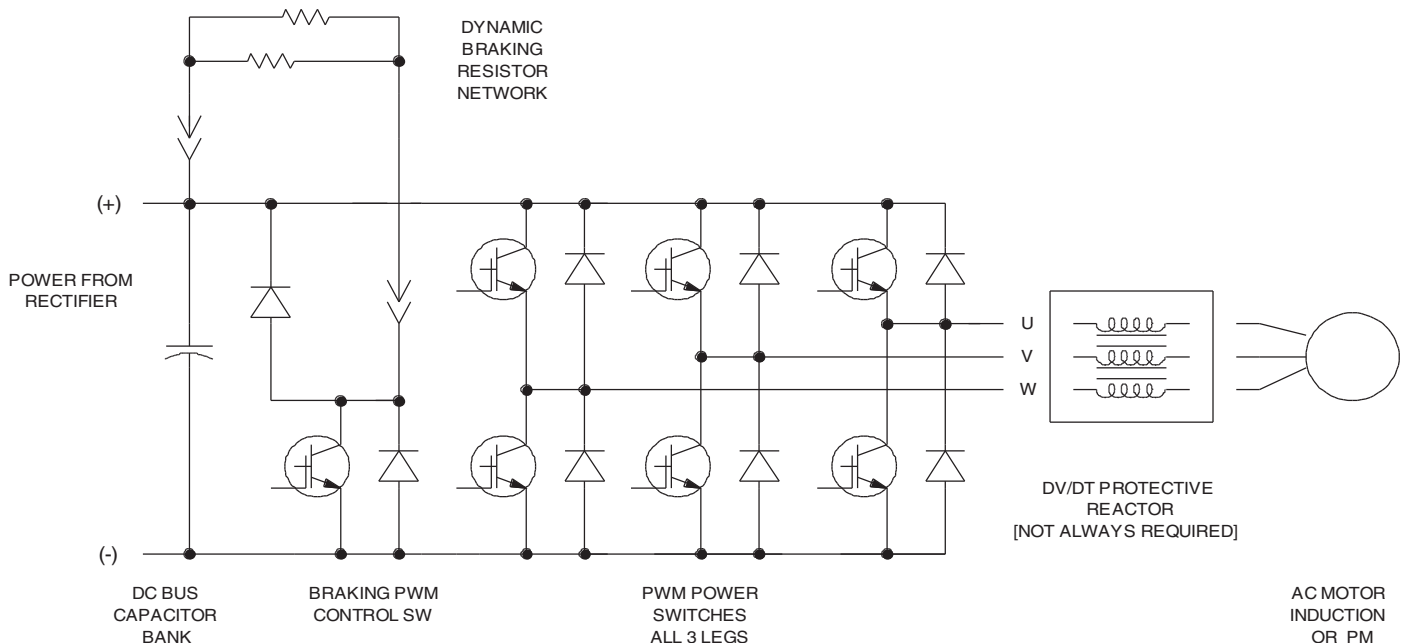 DYNAMIC
BRAKING
RESISTOR
NETWORK
(+)
POWER FROM
RECTIFIER
U
V
W
DV/DT PROTECTIVE
REACTOR
[NOT ALWAYS REQUIRED]
(-)
DC BUS
CAPACITOR
BANK
BRAKING PWM
CONTROL SW
PWM POWER
SWITCHES
ALL 3 LEGS
AC MOTOR
INDUCTION
OR PM